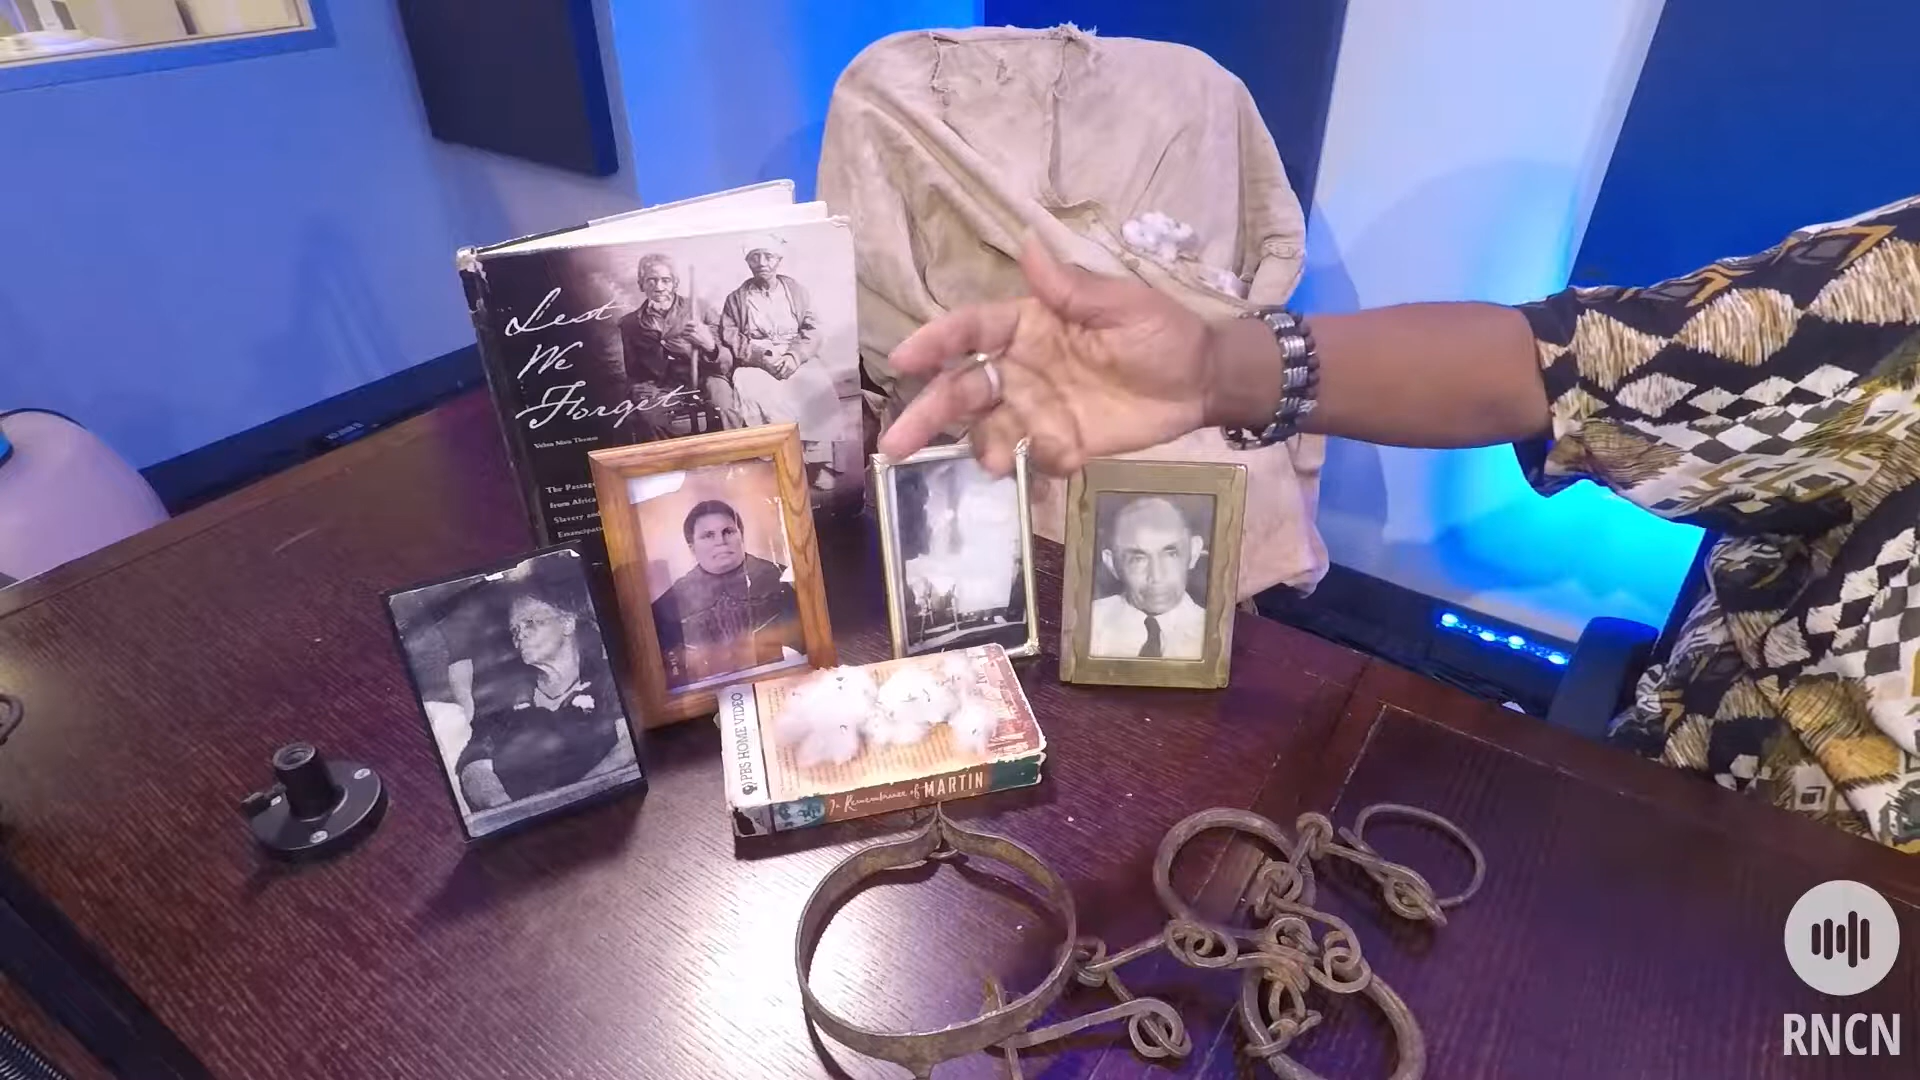 Lest
We
Forget
Velma Maia Thomas
The Passage
from Africa
Slavery and
Emancipati
PBS HOME VIDEO
In Remembrance of MARTIN
RNCN